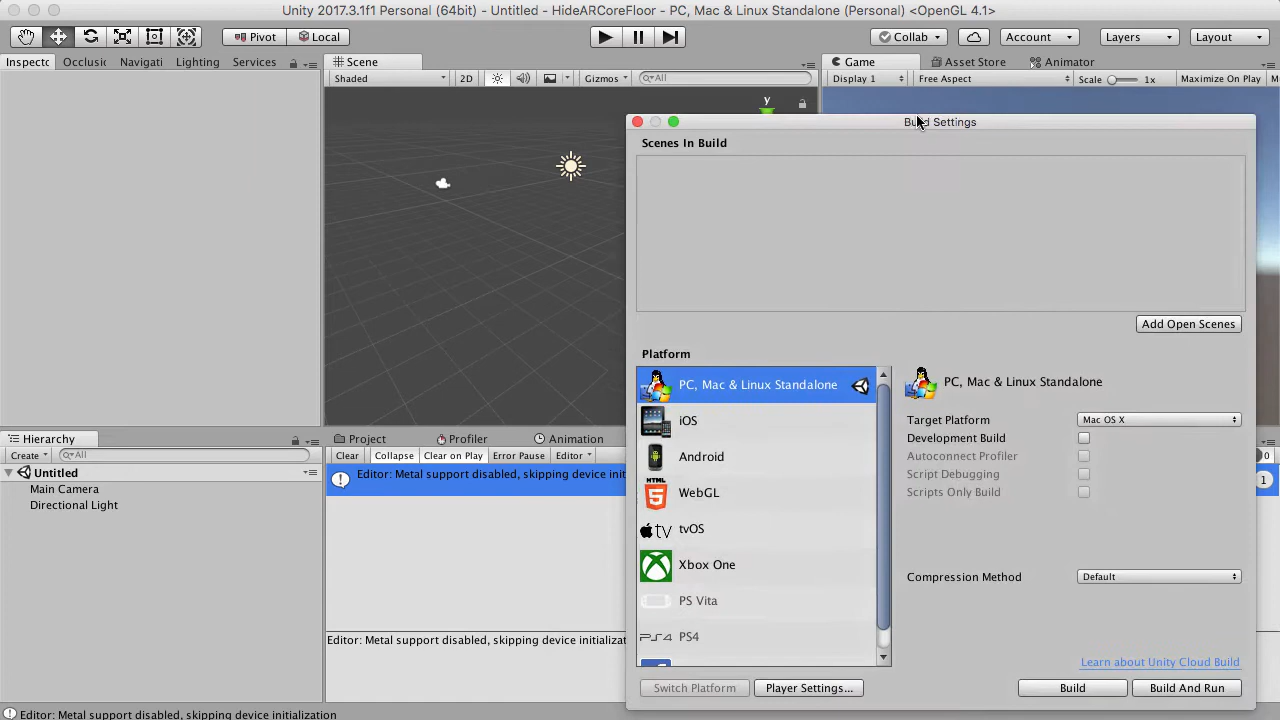 Unity 2017.3.1f1 Personal (64bit) - Untitled - HideARCoreFloor - PC, Mac & Linux Standalone (Personal) <OpenGL 4.1>
Pivot Local Collab Account Layers Layout
Inspectc Occlusic Navigati Lighting Services Scene Game Asset Store Animator
Shaded 2D Gizmos All Display 1 Free Aspect Scale 1x Maximize On Play
y
Build Settings
Scenes In Build
Add Open Scenes
Platform
PC, Mac & Linux Standalone
iOS
Android
HTML
5
WebGL
tv
tvOS
Xbox One
PS Vita
PS4
PC, Mac & Linux Standalone
Target Platform Mac OS X
Development Build
Autoconnect Profiler
Script Debugging
Scripts Only Build
Compression Method Default
Learn about Unity Cloud Build
Switch Platform Player Settings... Build Build And Run
Hierarchy
Create All
Untitled
Main Camera
Directional Light
Project Profiler Animation
Clear Collapse Clear on Play Error Pause Editor 0
Editor: Metal support disabled, skipping device init 1
Editor: Metal support disabled, skipping device initializat
Editor: Metal support disabled, skipping device initialization